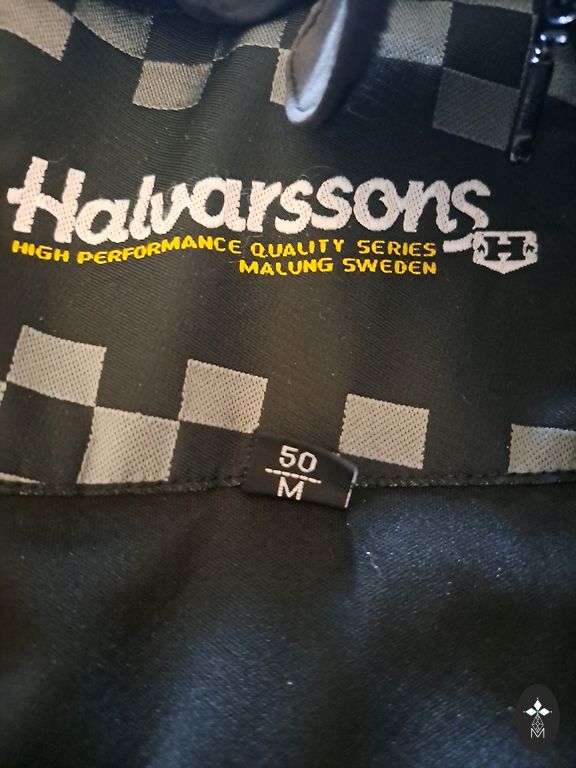 Halvarssons
HIGH PERFORMANCE QUALITY SERIES
MALUNG SWEDEN
H
50
M
M